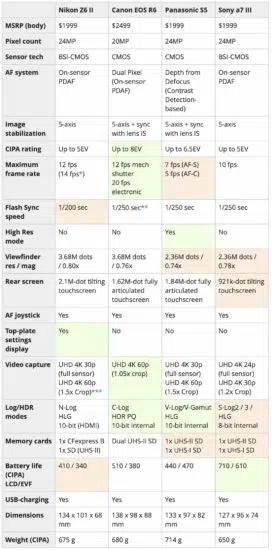 Nikon Z6 II Canon EOS R6 Panasonic S5 Sony a7 III
MSRP (body) $1999 $2499 $1999 $1999
Pixel count 24MP 20MP 24MP 24MP
Sensor tech BSI-CMOS CMOS CMOS BSI-CMOS
AF system On-sensor Dual Pixel Depth from On-sensor
PDAF (On-sensor Defocus PDAF
PDAF) (Contrast
Detection-
based)
Image 5-axis 5-axis + sync 5-axis + sync 5-axis
stabilization with lens IS with lens IS
CIPA rating Up to 5EV Up to 8EV Up to 6.5EV Up to 5EV
Maximum 12 fps 12 fps mech 7 fps (AF-S) 10 fps
frame rate (14 fps*) shutter 5 fps (AF-C)
20 fps
electronic
Flash Sync 1/200 sec 1/250 sec** 1/250 sec 1/250 sec
speed
High Res No No Yes No
mode
Viewfinder 3.68M dots 3.68M dots 2.36M dots 2.36M dots
res / mag / 0.80x / 0.76x / 0.74x / 0.78x
Rear screen 2.1M-dot tilting 1.62M-dot fully 1.84M-dot fully 921k-dot tilting
touchscreen articulated articulated touchscreen
touchscreen touchscreen
AF joystick Yes Yes Yes Yes
Top-plate Yes No No No
settings
display
Video capture UHD 4K 30p UHD 4K 60p UHD 4K 30p UHD 4K 24p
(full sensor) (1.05x Crop) (full sensor) (full sensor)
UHD 4K 60p UHD 4K 60p UHD 4K 30p
(1.5x Crop)*** (1.5x Crop) (1.2x Crop)
Log/HDR N-Log C-Log V-Log/V-Gamut S-Log2 / 3 /
modes HLG HDR PQ HLG HLG
10-bit (HDMI) 10-bit Internal 10-bit Internal 8-bit Internal
Memory cards 1x CFexpress B Dual UHS-II SD 1x UHS-II SD 1x UHS-II SD
1x SD (UHS-II) 1x UHS-I SD 1x UHS-I SD
Battery life 410 / 340 510 / 380 440 / 470 710 / 610
(CIPA)
LCD/EVF
USB-charging Yes Yes Yes Yes
Dimensions 134 x 101 x 68 138 x 98 x 88 133 x 97 x 82 127 x 96 x 74
mm mm mm mm
Weight (CIPA) 675 g 680 g 714 g 650 g